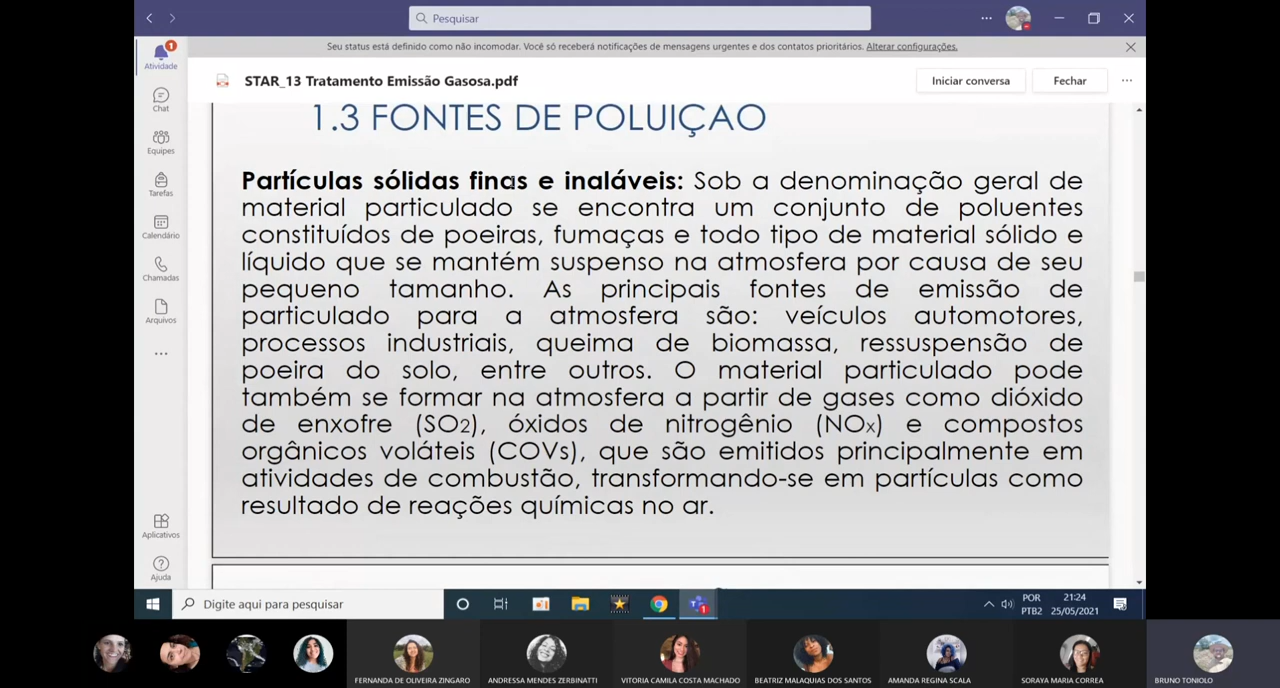 Pesquisar
Seu status está definido como não incomodar. Você só receberá notificações de mensagens urgentes e dos contatos prioritários. Alterar configurações.
1
Atividade
Chat
Equipes
Tarefas
Calendário
Chamadas
Arquivos
Aplicativos
Ajuda
STAR_13 Tratamento Emissão Gasosa.pdf
Iniciar conversa
Fechar
1.3 FONTES DE POLUIÇAO
Partículas sólidas finas e inaláveis: Sob a denominação geral de
material particulado se encontra um conjunto de poluentes
constituídos de poeiras, fumaças e todo tipo de material sólido e
líquido que se mantém suspenso na atmosfera por causa de seu
pequeno tamanho. As principais fontes de emissão de
particulado para a atmosfera são: veículos automotores,
processos industriais, queima de biomassa, ressuspensão de
poeira do solo, entre outros. O material particulado pode
também se formar na atmosfera a partir de gases como dióxido
de enxofre (SO2), óxidos de nitrogênio (NOx) e compostos
orgânicos voláteis (COVs), que são emitidos principalmente em
atividades de combustão, transformando-se em partículas como
resultado de reações químicas no ar.
Digite aqui para pesquisar
1
POR
PTB2
21:24
25/05/2021
FERNANDA DE OLIVEIRA ZINGARO
ANDRESSA MENDES ZERBINATTI
VITORIA CAMILA COSTA MACHADO
BEATRIZ MALAQUIAS DOS SANTOS
AMANDA REGINA SCALA
SORAYA MARIA CORREA
BRUNO TONIOLO